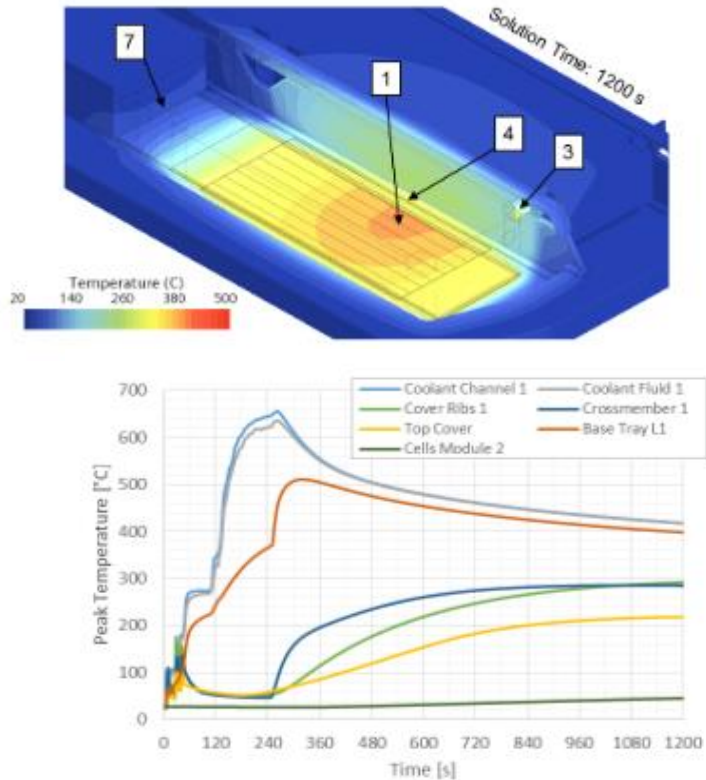 Solution Time: 1200 s
7
1
4
3
Temperature (C)
20 140 260 380 500
700
600
500
400
300
200
100
0
Peak Temperature [°C]
Coolant Channel 1 Coolant Fluid 1
Cover Ribs 1 Crossmember 1
Top Cover Base Tray L1
Cells Module 2
0 120 240 360 480 600 720 840 960 1080 1200
Time [s]